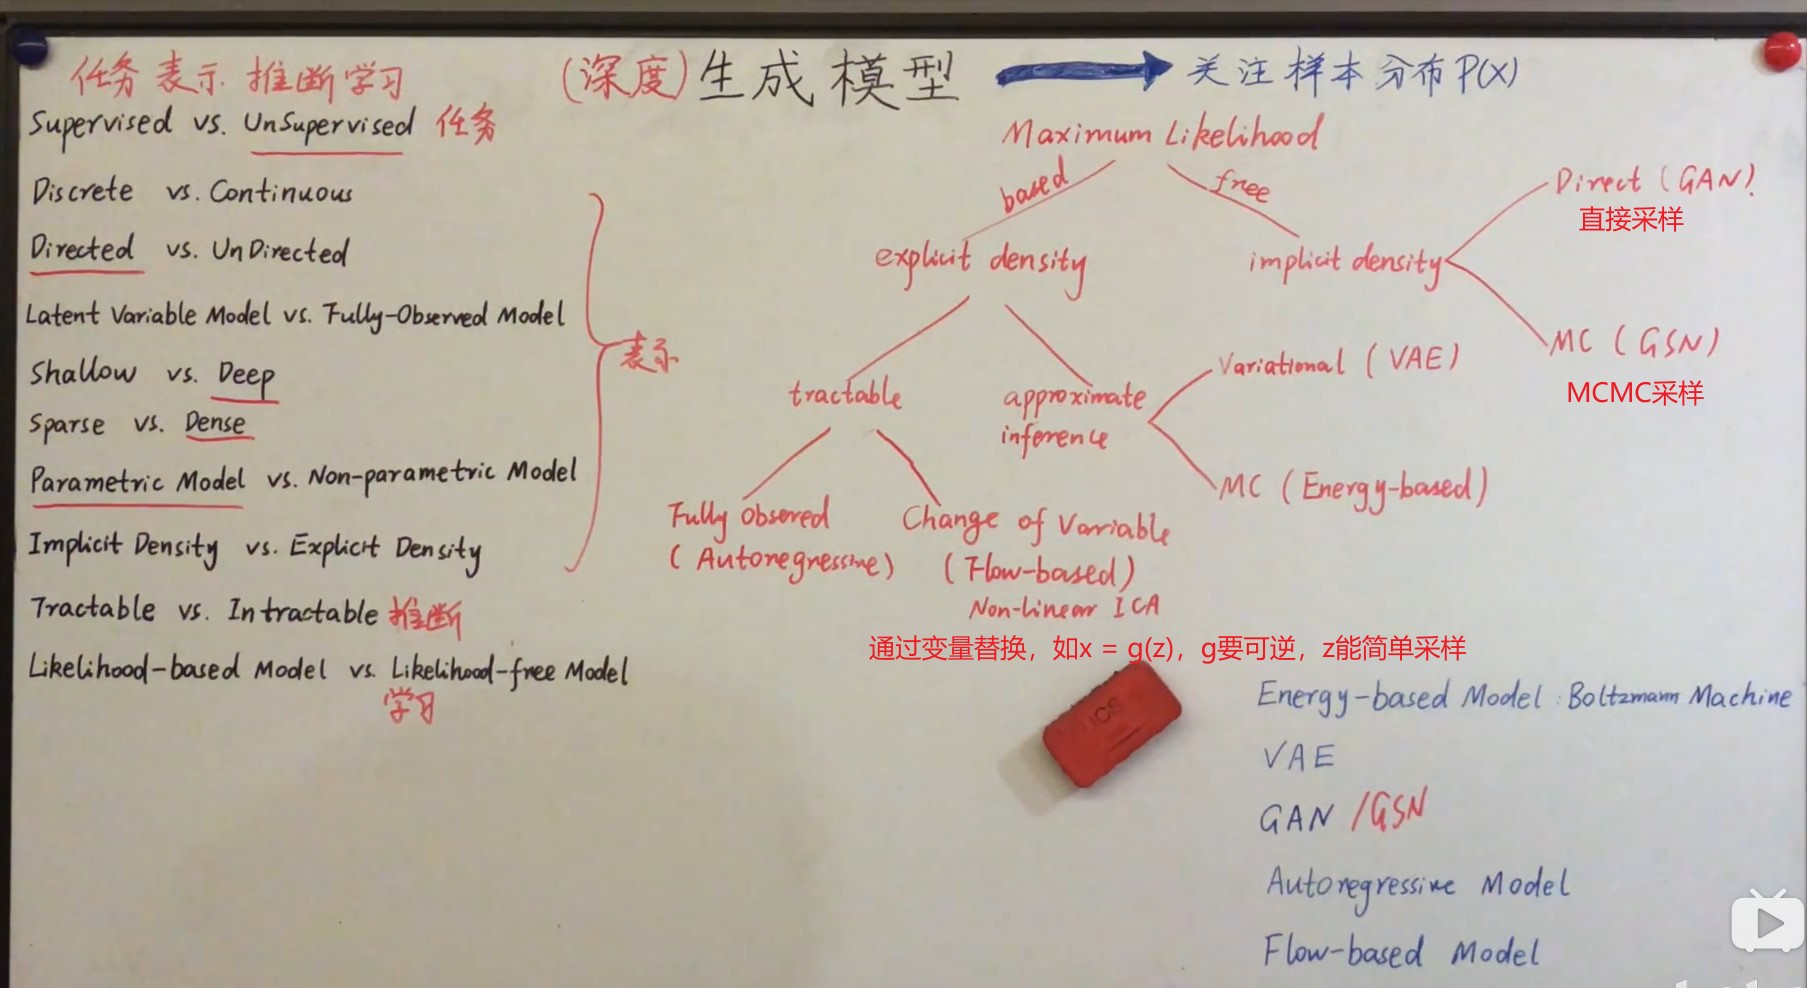 任务 表示 推断 学习
(深度) 生成 模型
关注 样本 分布 P(X)
Supervised vs. UnSupervised 任务
Discrete vs. Continuous
Directed vs. UnDirected
Latent Variable Model vs. Fully-Observed Model
Shallow vs. Deep
Sparse vs. Dense
Parametric Model vs. Non-parametric Model
Implicit Density vs. Explicit Density
表示
Tractable vs. Intractable 推断
Likelihood-based Model vs. Likelihood-free Model
学习
Maximum Likelihood
based
free
explicit density
implicit density
Direct (GAN)
直接采样
MC (GSN)
MCMC采样
tractable
approximate
inference
Variational (VAE)
MC (Energy-based)
Fully Obsered
(Autoregressive)
Change of Variable
(Flow-based)
Non-linear ICA
通过变量替换，如x = g(z)，g要可逆，z能简单采样
ICS
Energy-based Model : Boltzmann Machine
VAE
GAN /GSN
Autoregressive Model
Flow-based Model